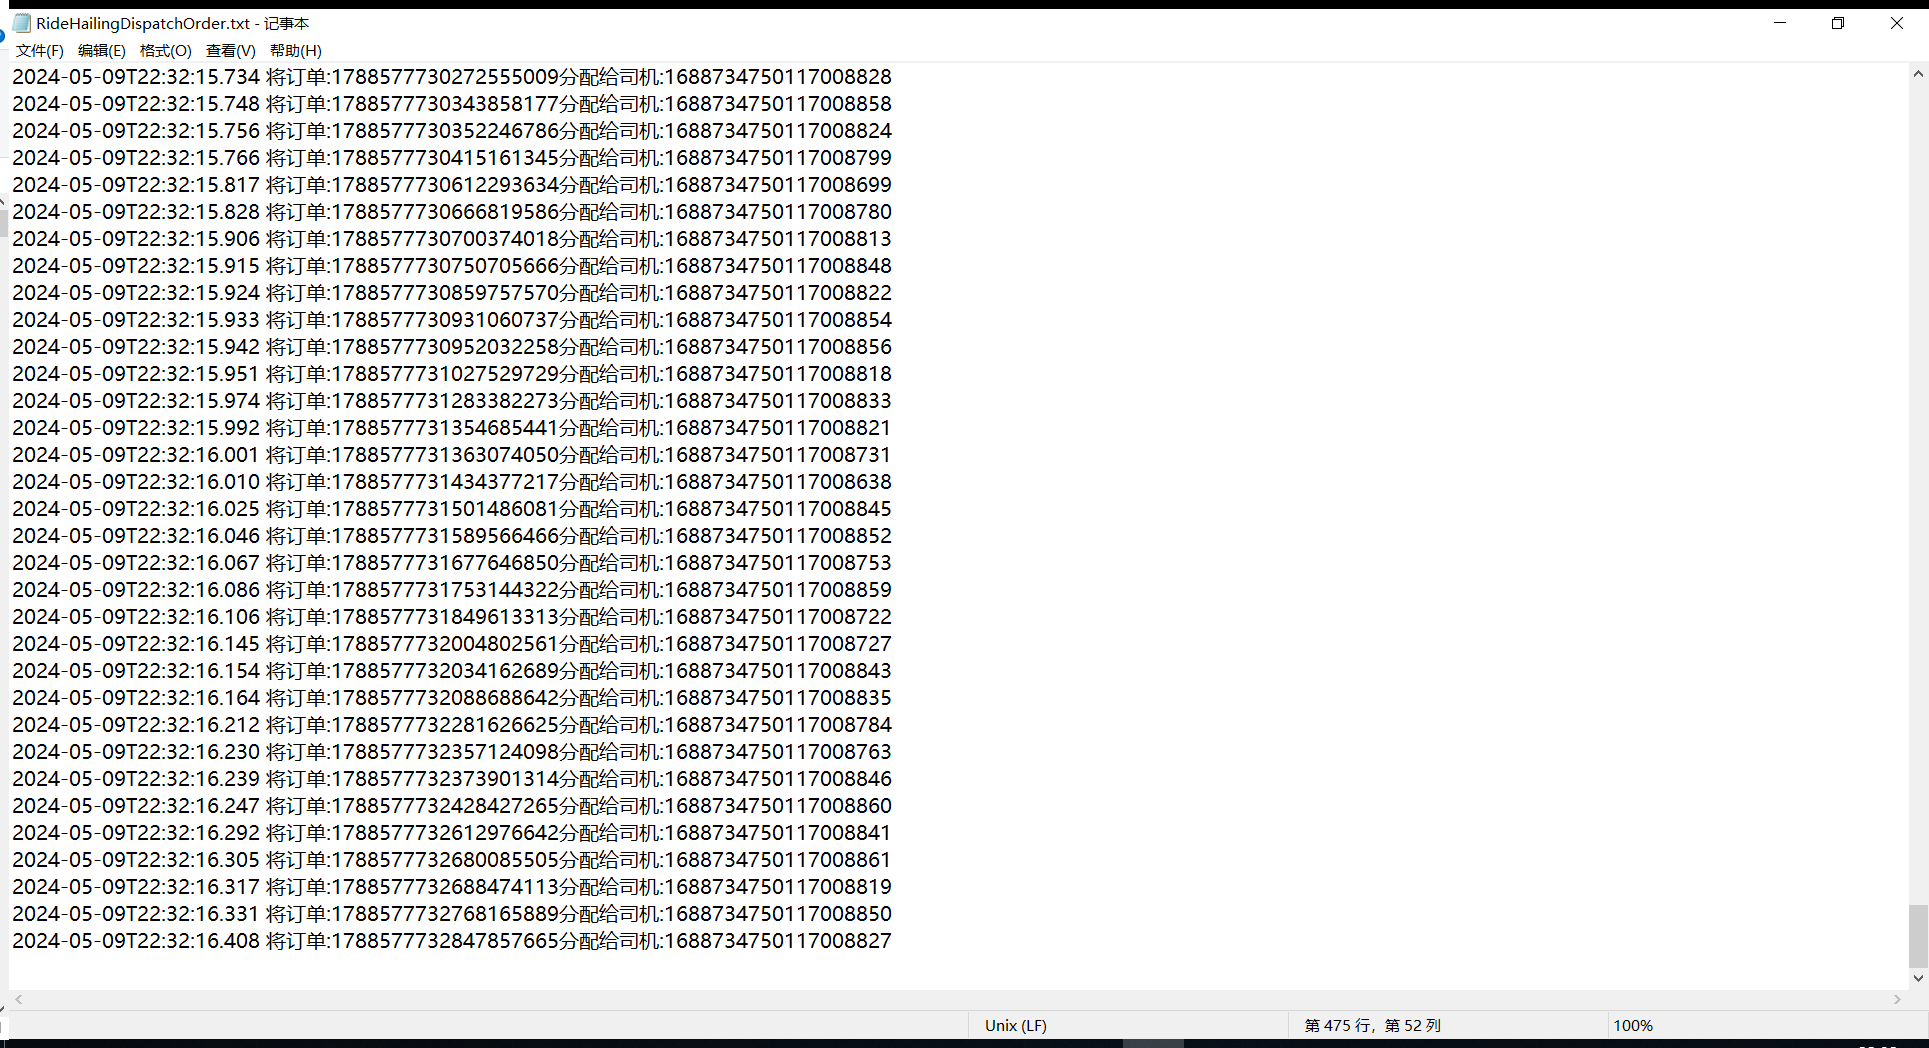 RideHailingDispatchOrder.txt - 记事本
文件(F) 编辑(E) 格式(O) 查看(V) 帮助(H)
2024-05-09T22:32:15.734 将订单:1788577730272555009分配给司机:1688734750117008828
2024-05-09T22:32:15.748 将订单:1788577730343858177分配给司机:1688734750117008858
2024-05-09T22:32:15.756 将订单:1788577730352246786分配给司机:1688734750117008824
2024-05-09T22:32:15.766 将订单:1788577730415161345分配给司机:1688734750117008799
2024-05-09T22:32:15.817 将订单:1788577730612293634分配给司机:1688734750117008699
2024-05-09T22:32:15.828 将订单:1788577730666819586分配给司机:1688734750117008780
2024-05-09T22:32:15.906 将订单:1788577730700374018分配给司机:1688734750117008813
2024-05-09T22:32:15.915 将订单:1788577730750705666分配给司机:1688734750117008848
2024-05-09T22:32:15.924 将订单:1788577730859757570分配给司机:1688734750117008822
2024-05-09T22:32:15.933 将订单:1788577730931060737分配给司机:1688734750117008854
2024-05-09T22:32:15.942 将订单:1788577730952032258分配给司机:1688734750117008856
2024-05-09T22:32:15.951 将订单:1788577731027529729分配给司机:1688734750117008818
2024-05-09T22:32:15.974 将订单:1788577731283382273分配给司机:1688734750117008833
2024-05-09T22:32:15.992 将订单:1788577731354685441分配给司机:1688734750117008821
2024-05-09T22:32:16.001 将订单:1788577731363074050分配给司机:1688734750117008731
2024-05-09T22:32:16.010 将订单:1788577731434377217分配给司机:1688734750117008638
2024-05-09T22:32:16.025 将订单:1788577731501486081分配给司机:1688734750117008845
2024-05-09T22:32:16.046 将订单:1788577731589566466分配给司机:1688734750117008852
2024-05-09T22:32:16.067 将订单:1788577731677646850分配给司机:1688734750117008753
2024-05-09T22:32:16.086 将订单:1788577731753144322分配给司机:1688734750117008859
2024-05-09T22:32:16.106 将订单:1788577731849613313分配给司机:1688734750117008722
2024-05-09T22:32:16.145 将订单:1788577732004802561分配给司机:1688734750117008727
2024-05-09T22:32:16.154 将订单:1788577732034162689分配给司机:1688734750117008843
2024-05-09T22:32:16.164 将订单:1788577732088688642分配给司机:1688734750117008835
2024-05-09T22:32:16.212 将订单:1788577732281626625分配给司机:1688734750117008784
2024-05-09T22:32:16.230 将订单:1788577732357124098分配给司机:1688734750117008763
2024-05-09T22:32:16.239 将订单:1788577732373901314分配给司机:1688734750117008846
2024-05-09T22:32:16.247 将订单:1788577732428427265分配给司机:1688734750117008860
2024-05-09T22:32:16.292 将订单:1788577732612976642分配给司机:1688734750117008841
2024-05-09T22:32:16.305 将订单:1788577732680085505分配给司机:1688734750117008861
2024-05-09T22:32:16.317 将订单:1788577732688474113分配给司机:1688734750117008819
2024-05-09T22:32:16.331 将订单:1788577732768165889分配给司机:1688734750117008850
2024-05-09T22:32:16.408 将订单:1788577732847857665分配给司机:1688734750117008827
Unix (LF) 第 475 行，第 52 列 100%